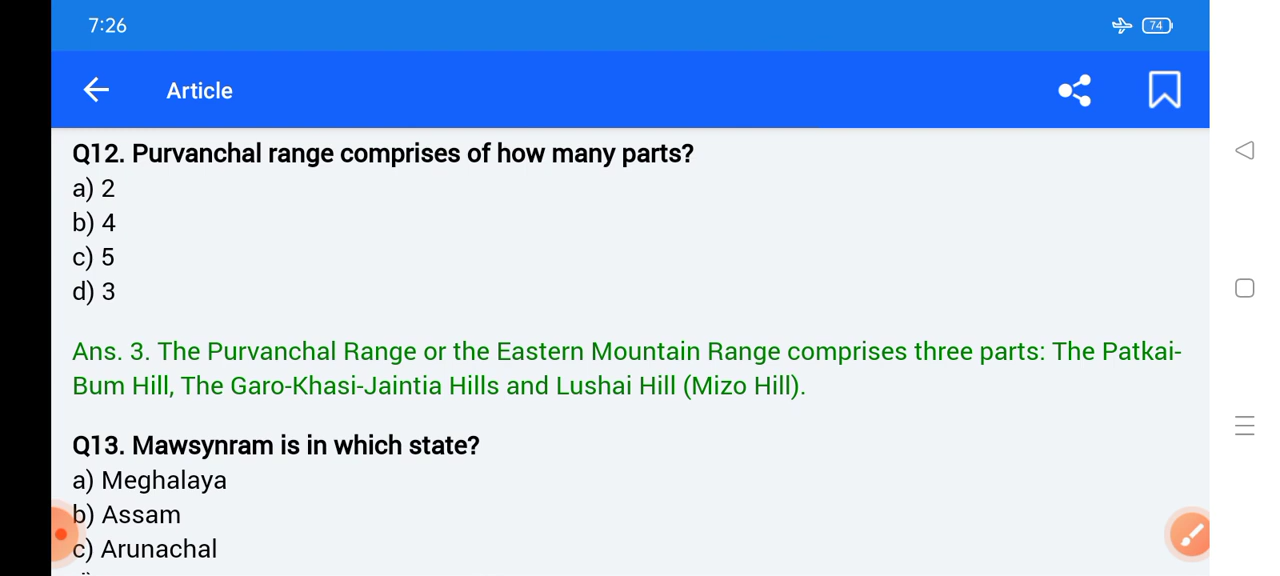 7:26
74
Article
Q12. Purvanchal range comprises of how many parts?
a) 2
b) 4
c) 5
d) 3
Ans. 3. The Purvanchal Range or the Eastern Mountain Range comprises three parts: The Patkai-
Bum Hill, The Garo-Khasi-Jaintia Hills and Lushai Hill (Mizo Hill).
Q13. Mawsynram is in which state?
a) Meghalaya
b) Assam
c) Arunachal